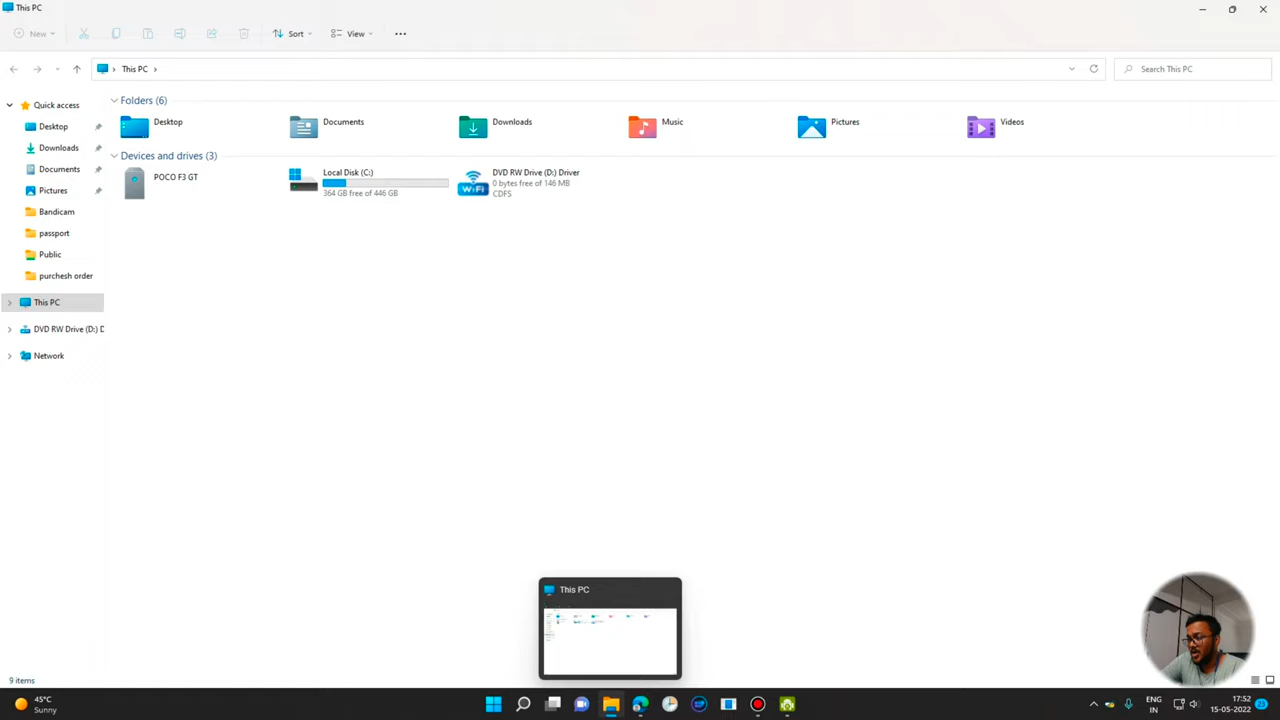 This PC
New
Sort
View
This PC
Search This PC
Quick access
Desktop
Downloads
Documents
Pictures
Bandicam
passport
Public
purchesh order
This PC
DVD RW Drive (D:) D
Network
Folders (6)
Desktop
Documents
Downloads
Music
Pictures
Videos
Devices and drives (3)
POCO F3 GT
Local Disk (C:)
364 GB free of 446 GB
DVD RW Drive (D:) Driver
0 bytes free of 146 MB
CDFS
WiFi
This PC
9 items
45°C
Sunny
ENG
IN
17:52
15-05-2022